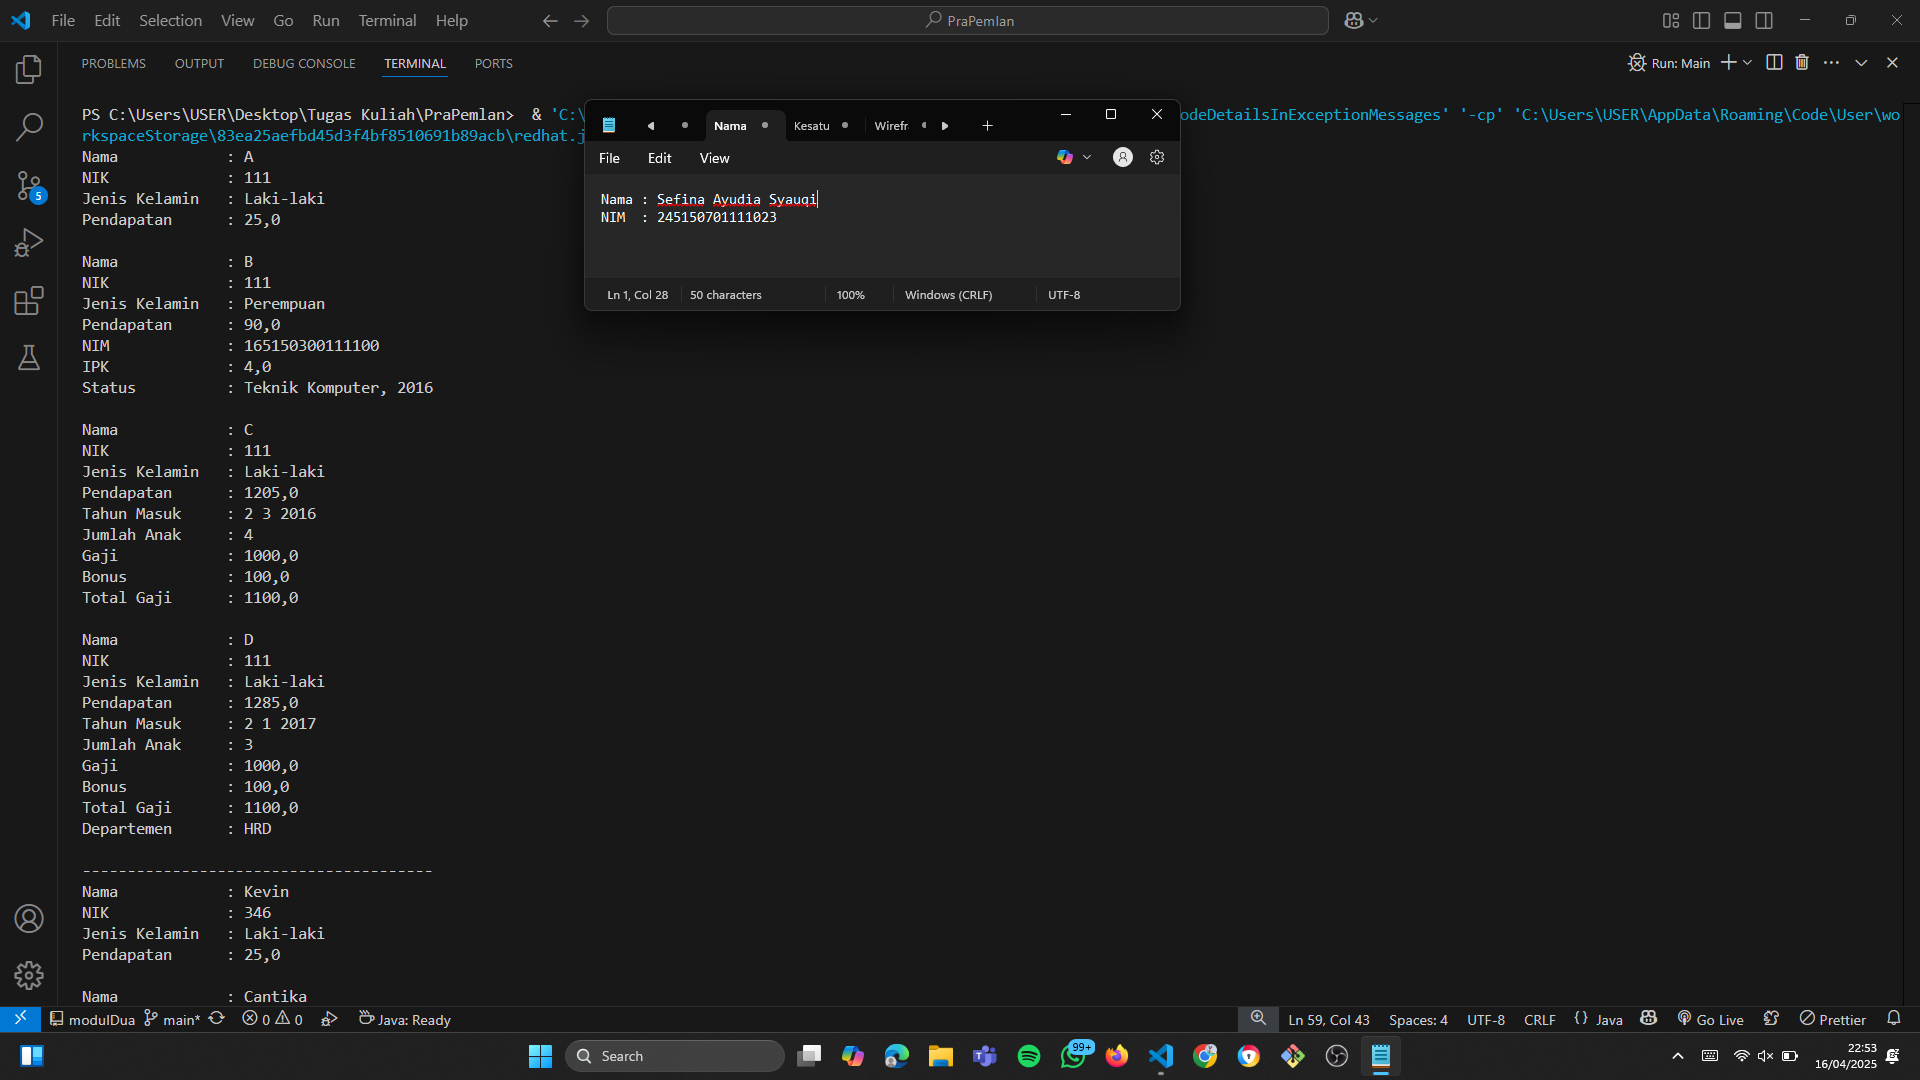 File Edit Selection View Go Run Terminal Help
PraPemlan
PROBLEMS OUTPUT DEBUG CONSOLE TERMINAL PORTS
Run: Main
PS C:\Users\USER\Desktop\Tugas Kuliah\PraPemlan>  & 'C:\
odeDetailsInExceptionMessages' '-cp' 'C:\Users\USER\AppData\Roaming\Code\User\wo
rkspaceStorage\83ea25aefbd45d3f4bf8510691b89acb\redhat.j
Nama : A
NIK : 111
Jenis Kelamin : Laki-laki
Pendapatan : 25,0
Nama : B
NIK : 111
Jenis Kelamin : Perempuan
Pendapatan : 90,0
NIM : 165150300111100
IPK : 4,0
Status : Teknik Komputer, 2016
Nama : C
NIK : 111
Jenis Kelamin : Laki-laki
Pendapatan : 1205,0
Tahun Masuk : 2 3 2016
Jumlah Anak : 4
Gaji : 1000,0
Bonus : 100,0
Total Gaji : 1100,0
Nama : D
NIK : 111
Jenis Kelamin : Laki-laki
Pendapatan : 1285,0
Tahun Masuk : 2 1 2017
Jumlah Anak : 3
Gaji : 1000,0
Bonus : 100,0
Total Gaji : 1100,0
Departemen : HRD
---------------------------------------
Nama : Kevin
NIK : 346
Jenis Kelamin : Laki-laki
Pendapatan : 25,0
Nama : Cantika
Nama Kesatu Wirefr
File Edit View
Nama : Sefina Ayudia Syauqi
NIM : 245150701111023
Ln 1, Col 28 50 characters 100% Windows (CRLF) UTF-8
5
modulDua main* 0 0 Java: Ready
Ln 59, Col 43 Spaces: 4 UTF-8 CRLF {} Java Go Live Prettier
Search
99+
22:53
16/04/2025